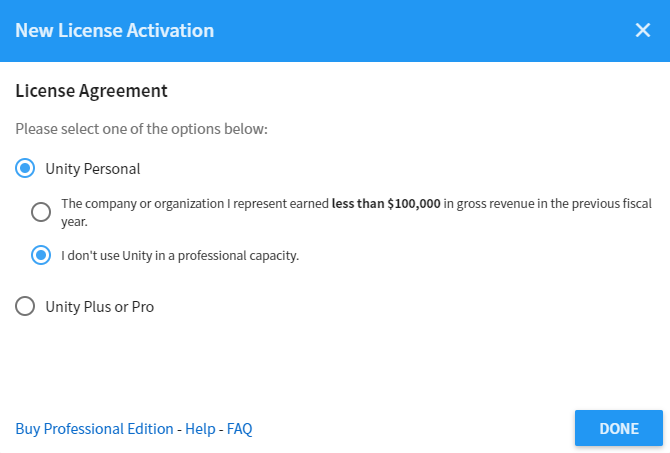 New License Activation
License Agreement
Please select one of the options below:
Unity Personal
The company or organization I represent earned less than $100,000 in gross revenue in the previous fiscal
year.
I don't use Unity in a professional capacity.
Unity Plus or Pro
Buy Professional Edition - Help - FAQ
DONE